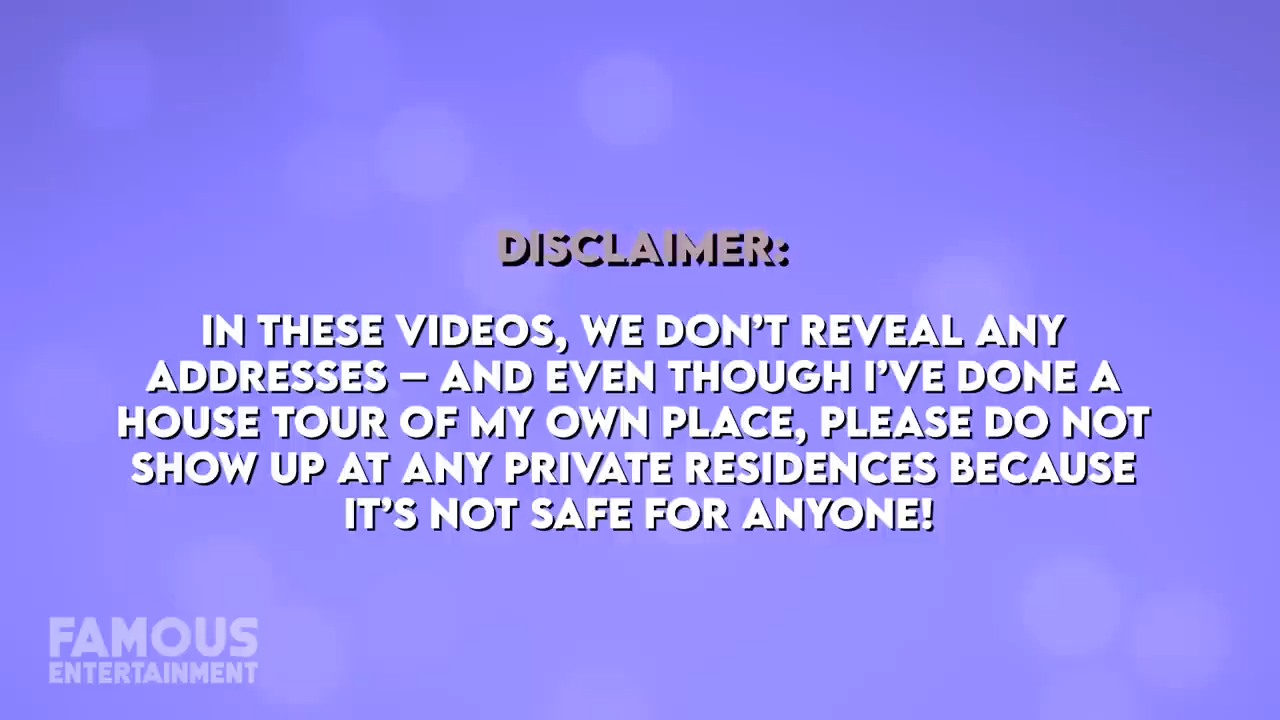 DISCLAIMER:
IN THESE VIDEOS, WE DON'T REVEAL ANY
ADDRESSES – AND EVEN THOUGH I'VE DONE A
HOUSE TOUR OF MY OWN PLACE, PLEASE DO NOT
SHOW UP AT ANY PRIVATE RESIDENCES BECAUSE
IT'S NOT SAFE FOR ANYONE!
FAMOUS
ENTERTAINMENT